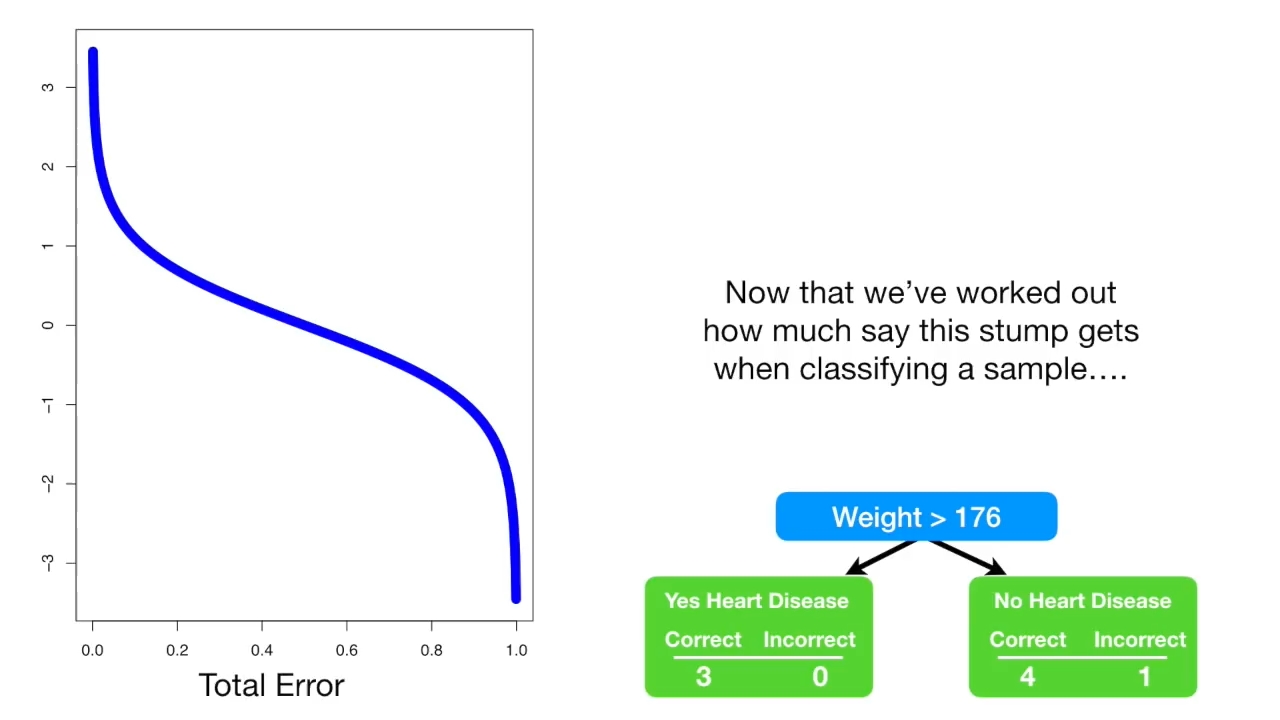 3
2
1
0
−1
−2
−3
0.0 0.2 0.4 0.6 0.8 1.0
Total Error
Now that we’ve worked out
how much say this stump gets
when classifying a sample….
Weight > 176
Yes Heart Disease
Correct Incorrect
3 0
No Heart Disease
Correct Incorrect
4 1